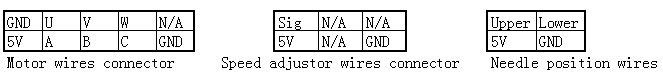 GND U V W N/A Sig N/A N/A Upper Lower
5V A B C GND 5V N/A GND 5V GND
Motor wires connector Speed adjustor wires connector Needle position wires